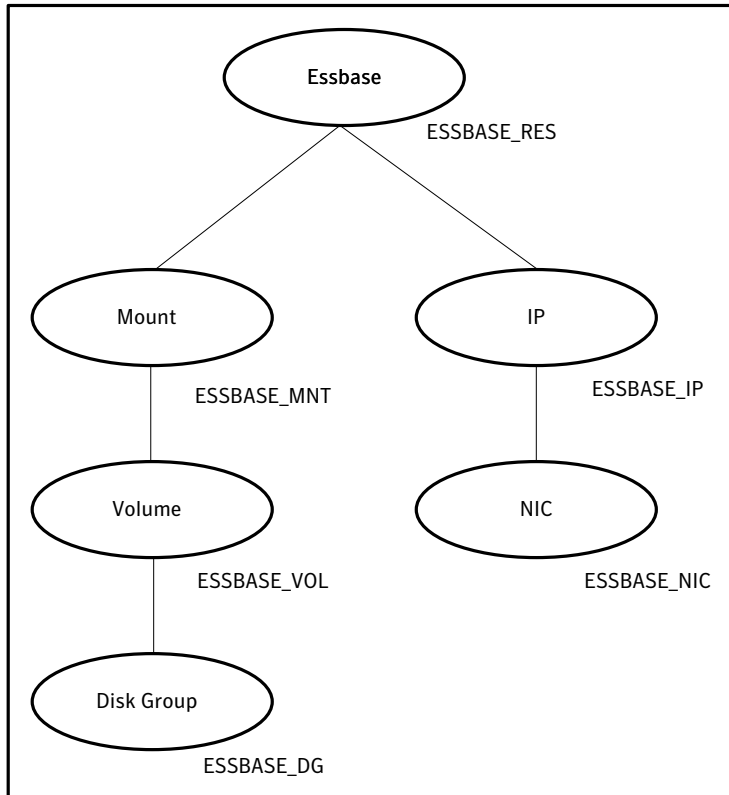 Essbase
ESSBASE_RES
Mount
IP
ESSBASE_MNT
ESSBASE_IP
Volume
NIC
ESSBASE_VOL
ESSBASE_NIC
Disk Group
ESSBASE_DG